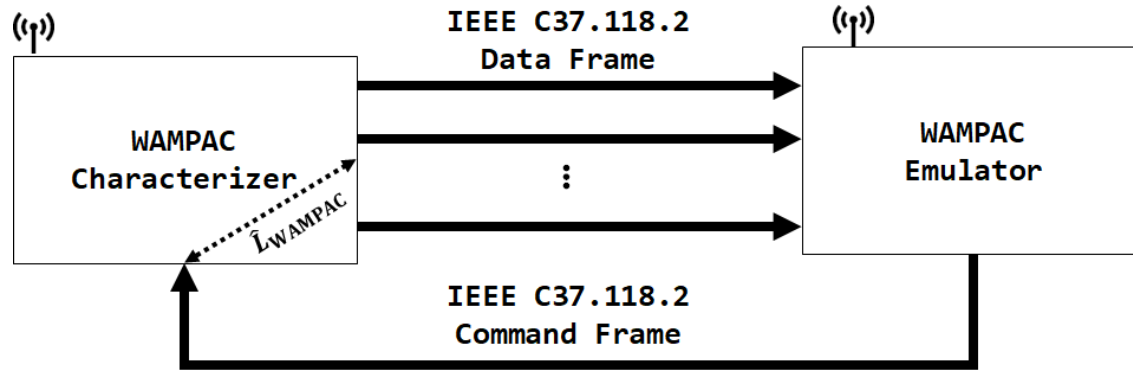 IEEE C37.118.2
Data Frame
WAMPAC
Characterizer
L̂WAMPAC
WAMPAC
Emulator
⋮
IEEE C37.118.2
Command Frame